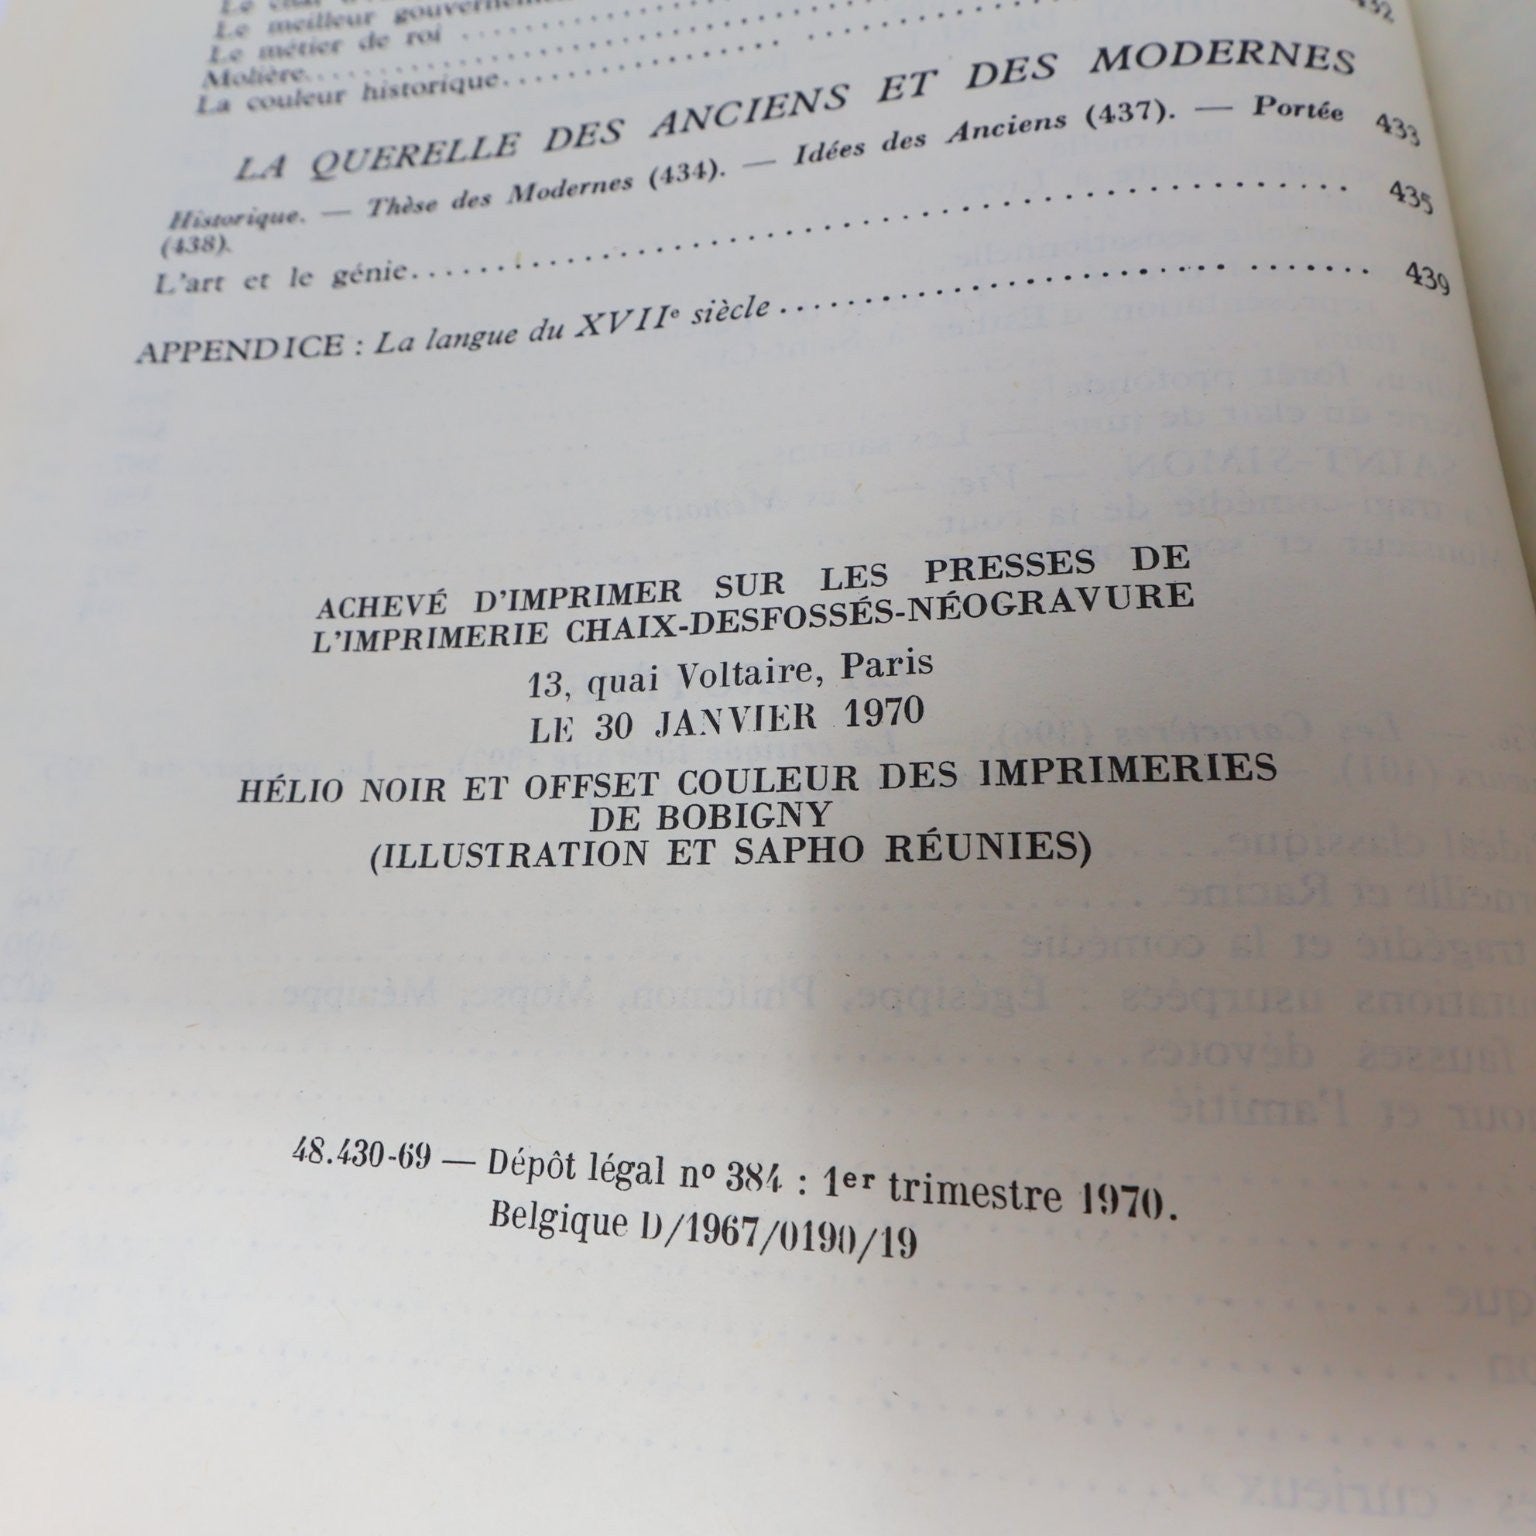 Le meilleur
Le métier de roi
Molière
La couleur historique
432
LA QUERELLE DES ANCIENS ET DES MODERNES
Historique. — Thèse des Modernes (434). — Idées des Anciens (437). — Portée 433
(438).
L'art et le génie 435
APPENDICE : La langue du XVIIe siècle 439
ACHEVÉ D'IMPRIMER SUR LES PRESSES DE
L'IMPRIMERIE CHAIX-DESFOSSÉS-NÉOGRAVURE
13, quai Voltaire, Paris
LE 30 JANVIER 1970
HÉLIO NOIR ET OFFSET COULEUR DES IMPRIMERIES
DE BOBIGNY
(ILLUSTRATION ET SAPHO RÉUNIES)
48.430-69 — Dépôt légal nº 384 : 1er trimestre 1970.
Belgique D/1967/0190/19